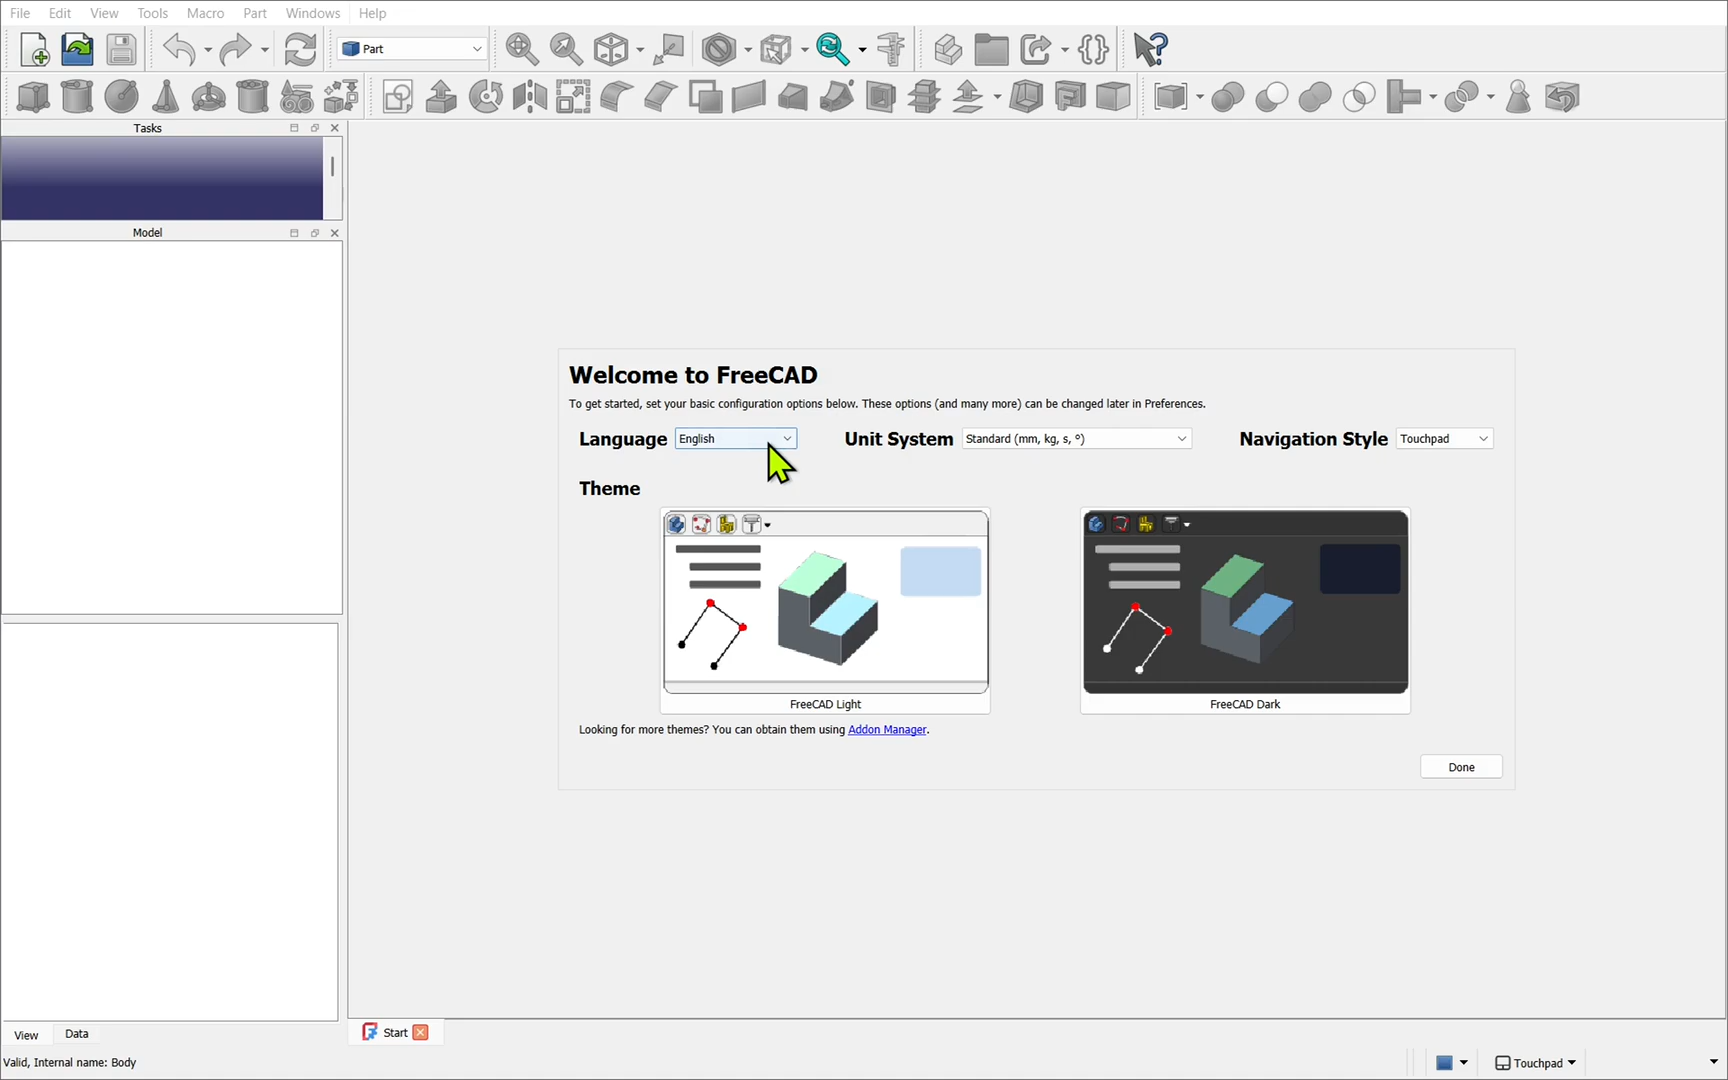 File Edit View Tools Macro Part Windows Help
Part
Tasks
Model
Welcome to FreeCAD
To get started, set your basic configuration options below. These options (and many more) can be changed later in Preferences.
Language English Unit System Standard (mm, kg, s, °) Navigation Style Touchpad
Theme
FreeCAD Light FreeCAD Dark
Looking for more themes? You can obtain them using Addon Manager.
Done
View Data Start
Valid, Internal name: Body Touchpad